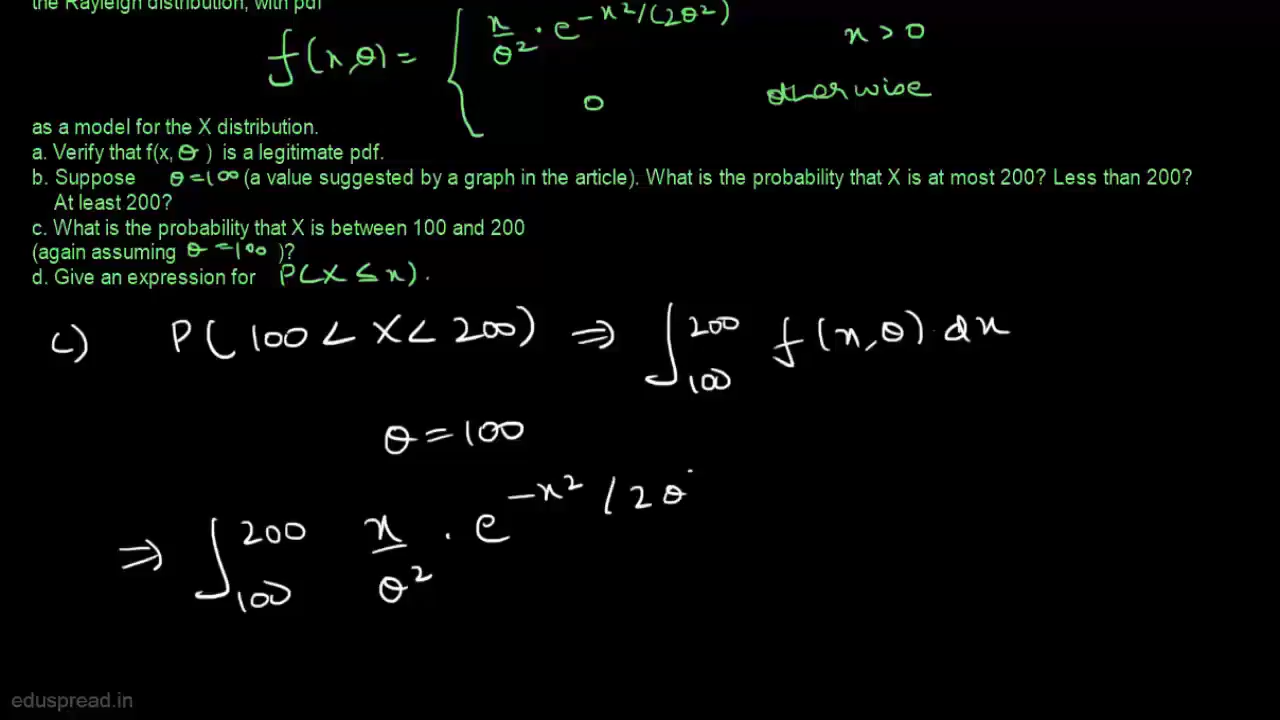 the Rayleigh distribution, with pdf
f(x,θ) = { x/θ² · e^-x²/(2θ²) x > 0
0 otherwise
as a model for the X distribution.
a. Verify that f(x, θ ) is a legitimate pdf.
b. Suppose θ=100 (a value suggested by a graph in the article). What is the probability that X is at most 200? Less than 200?
At least 200?
c. What is the probability that X is between 100 and 200
(again assuming θ =100 )?
d. Give an expression for P(X ≤ x).
c) P(100 < X < 200) ⇒ ∫₁₀₀²⁰⁰ f(x,θ)·dx
θ = 100
⇒ ∫₁₀₀²⁰⁰ x/θ² · e^-x²/2θ
eduspread.in